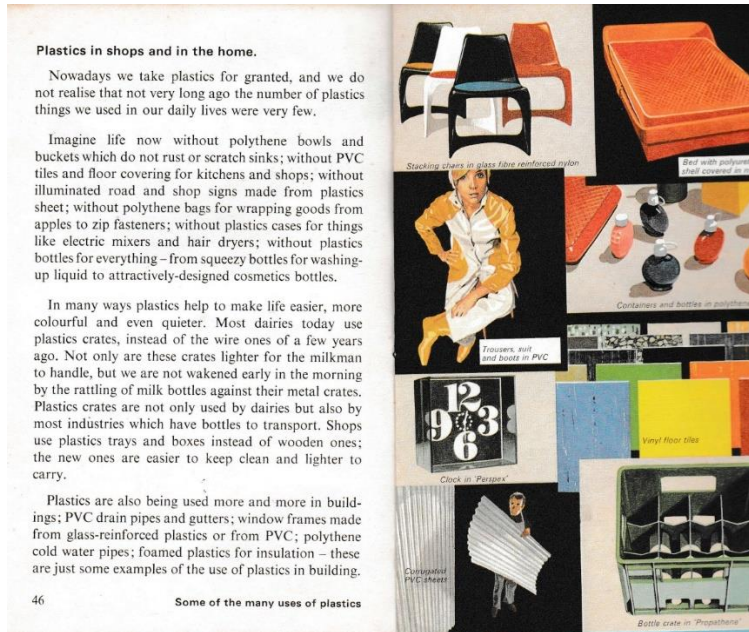 Plastics in shops and in the home.
Nowadays we take plastics for granted, and we do
not realise that not very long ago the number of plastics
things we used in our daily lives were very few.
Imagine life now without polythene bowls and
buckets which do not rust or scratch sinks; without PVC
tiles and floor covering for kitchens and shops; without
illuminated road and shop signs made from plastics
sheet; without polythene bags for wrapping goods from
apples to zip fasteners; without plastics cases for things
like electric mixers and hair dryers; without plastics
bottles for everything – from squeezy bottles for washing-
up liquid to attractively-designed cosmetics bottles.
In many ways plastics help to make life easier, more
colourful and even quieter. Most dairies today use
plastics crates, instead of the wire ones of a few years
ago. Not only are these crates lighter for the milkman
to handle, but we are not wakened early in the morning
by the rattling of milk bottles against their metal crates.
Plastics crates are not only used by dairies but also by
most industries which have bottles to transport. Shops
use plastics trays and boxes instead of wooden ones;
the new ones are easier to keep clean and lighter to
carry.
Plastics are also being used more and more in build-
ings; PVC drain pipes and gutters; window frames made
from glass-reinforced plastics or from PVC; polythene
cold water pipes; foamed plastics for insulation – these
are just some examples of the use of plastics in building.
46
Some of the many uses of plastics
Stacking chairs in glass fibre reinforced nylon
Bed with polyure
shell covered in n
Containers and bottles in polythene
Trousers, suit
and boots in PVC
12
9 3
6
Clock in 'Perspex'
Vinyl floor tiles
Corrugated
PVC sheets
Bottle crate in 'Propathene'